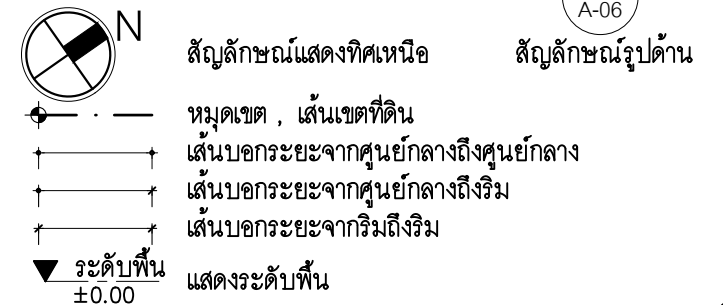 A-06
N
สัญลักษณ์แสดงทิศเหนือ
สัญลักษณ์รูปด้าน
หมุดเขต , เส้นเขตที่ดิน
เส้นบอกระยะจากศูนย์กลางถึงศูนย์กลาง
เส้นบอกระยะจากศูนย์กลางถึงริม
เส้นบอกระยะจากริมถึงริม
ระดับพื้น
±0.00
แสดงระดับพื้น